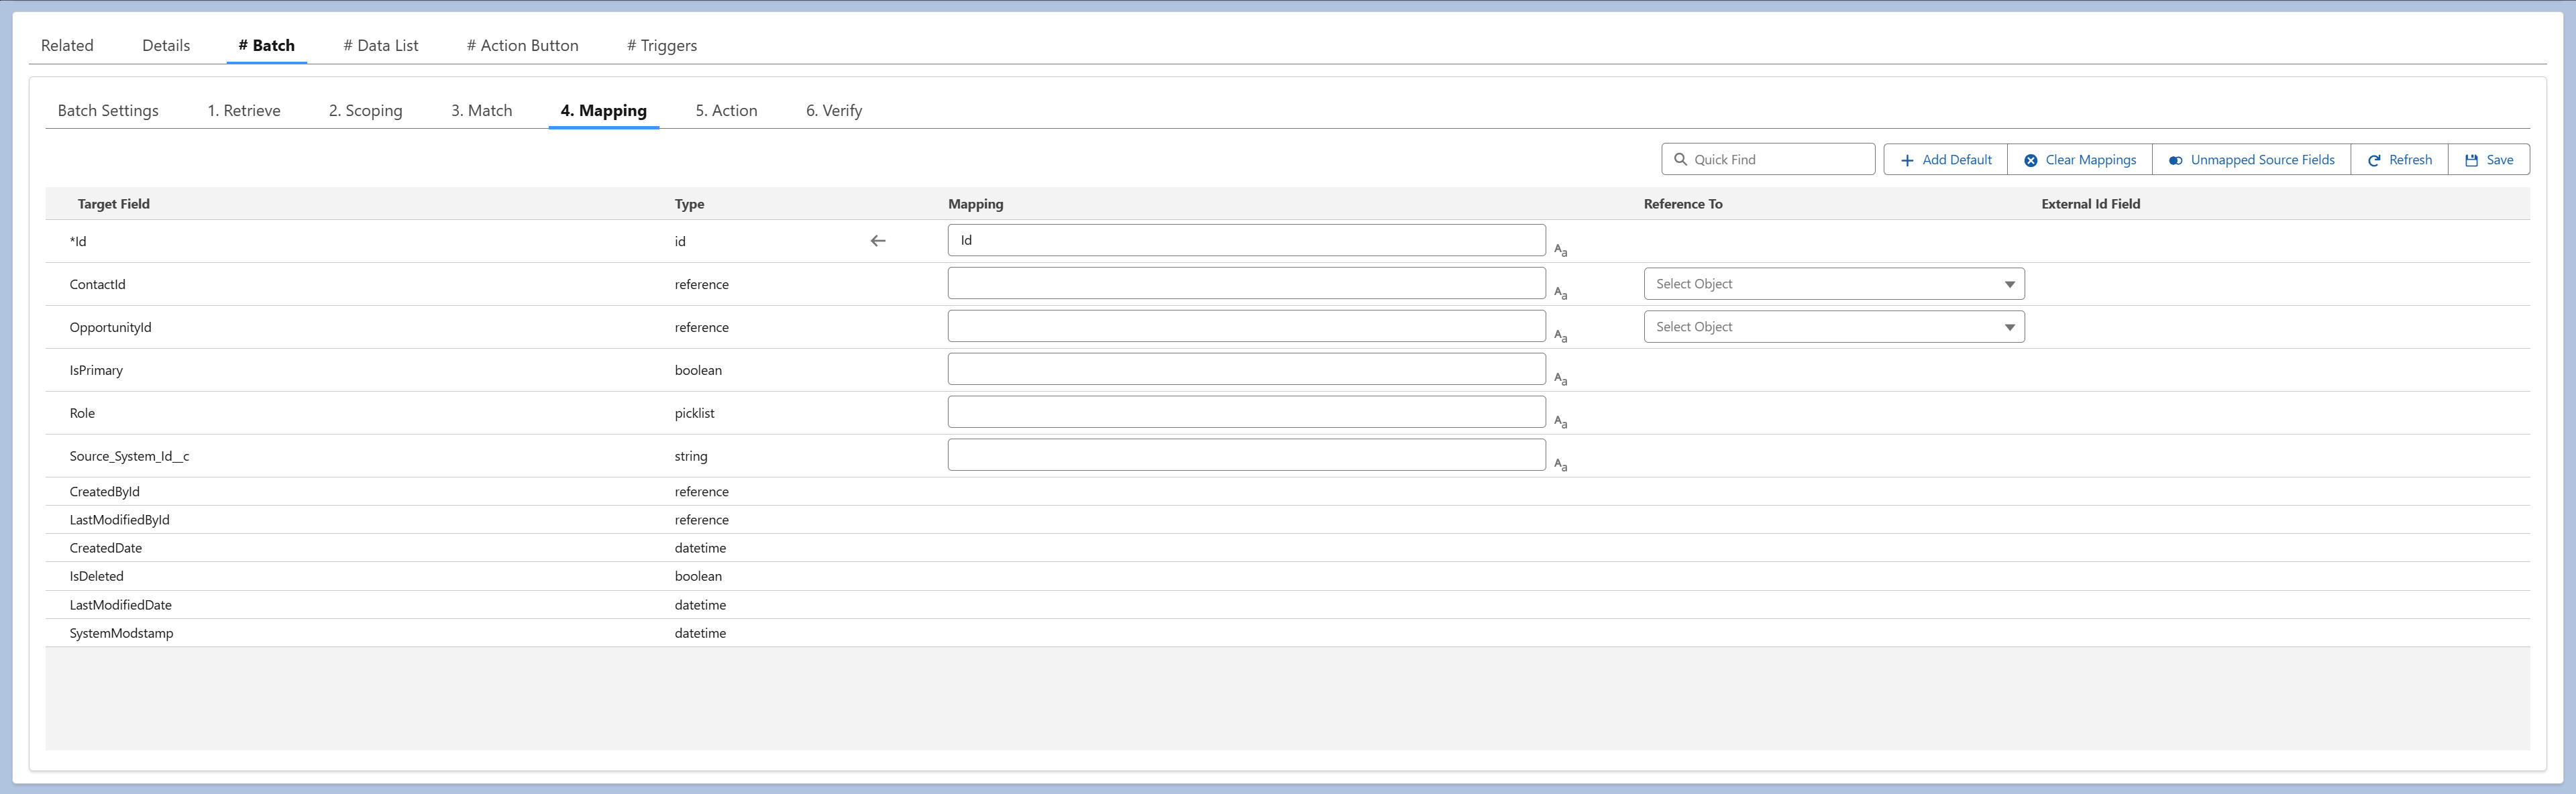 Related Details # Batch # Data List # Action Button # Triggers
Batch Settings 1. Retrieve 2. Scoping 3. Match 4. Mapping 5. Action 6. Verify
Quick Find Add Default Clear Mappings Unmapped Source Fields Refresh Save
Target Field Type Mapping Reference To External Id Field
*Id id Id Aa
ContactId reference Aa Select Object
OpportunityId reference Aa Select Object
IsPrimary boolean Aa
Role picklist Aa
Source_System_Id__c string Aa
CreatedById reference
LastModifiedById reference
CreatedDate datetime
IsDeleted boolean
LastModifiedDate datetime
SystemModstamp datetime